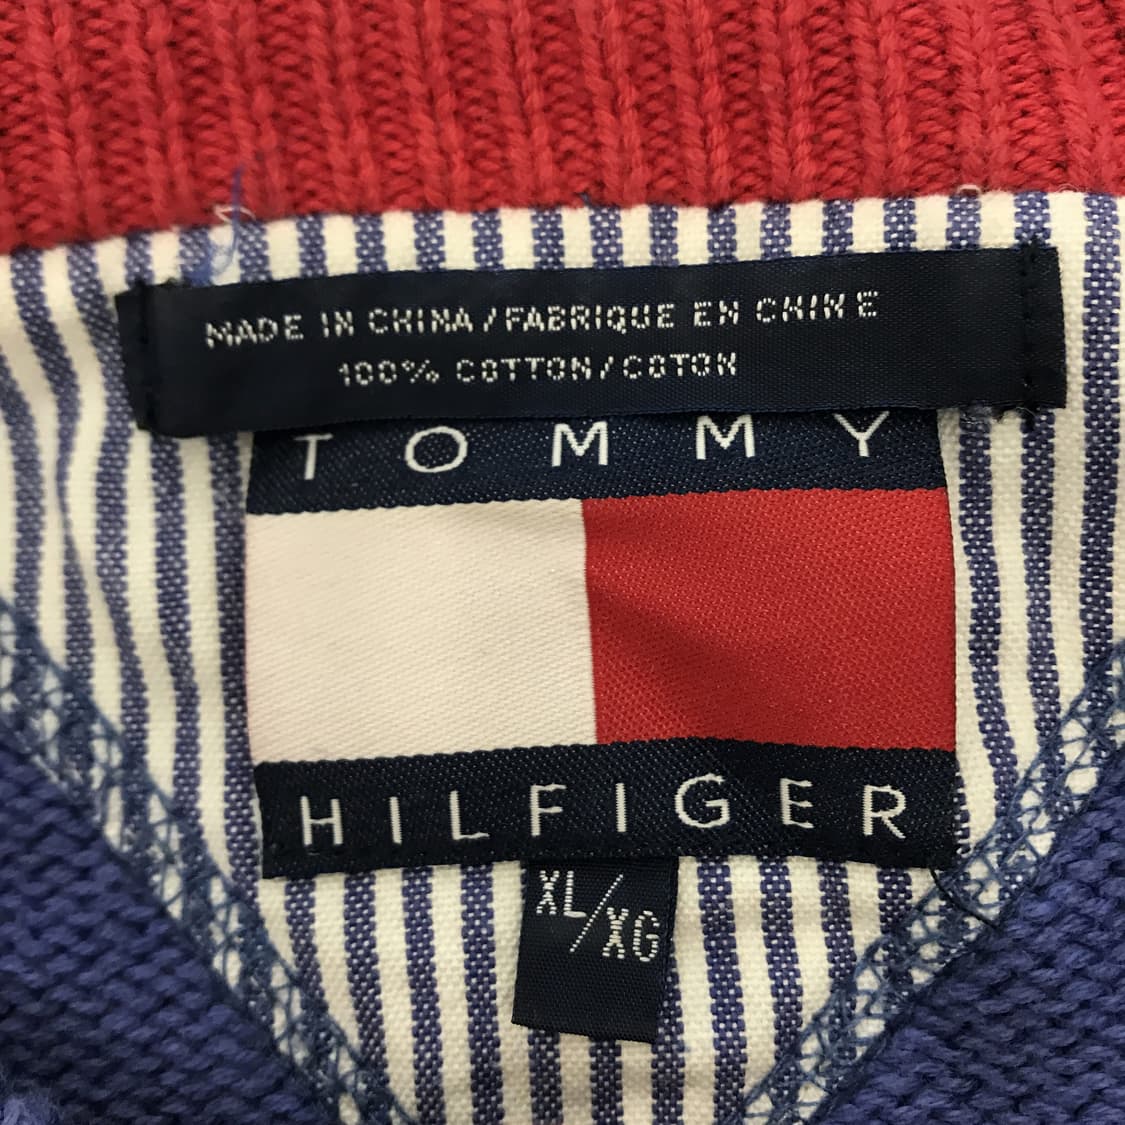 MADE IN CHINA / FABRIQUE EN CHINE
100% COTTON / COTON
TOMMY
HILFIGER
XL/XG